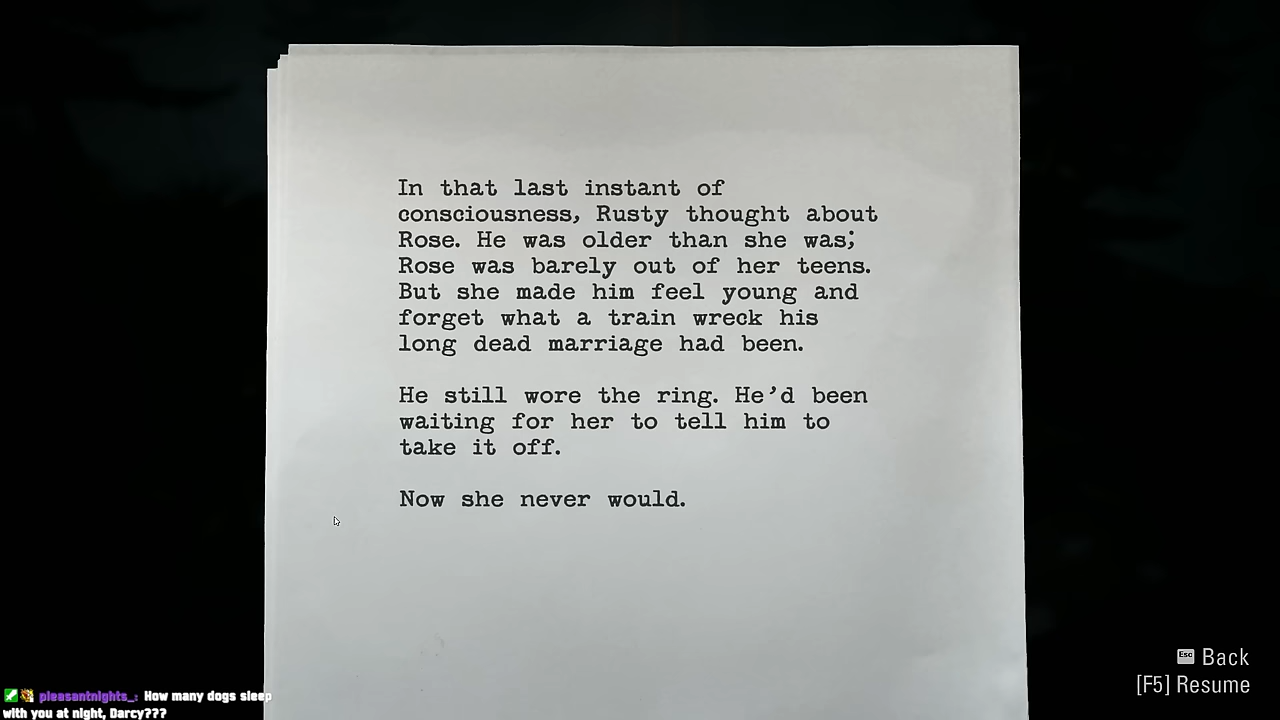 In that last instant of
consciousness, Rusty thought about
Rose. He was older than she was;
Rose was barely out of her teens.
But she made him feel young and
forget what a train wreck his
long dead marriage had been.
He still wore the ring. He'd been
waiting for her to tell him to
take it off.
Now she never would.
Esc Back
[F5] Resume
pleasantnights_: How many dogs sleep
with you at night, Darcy???